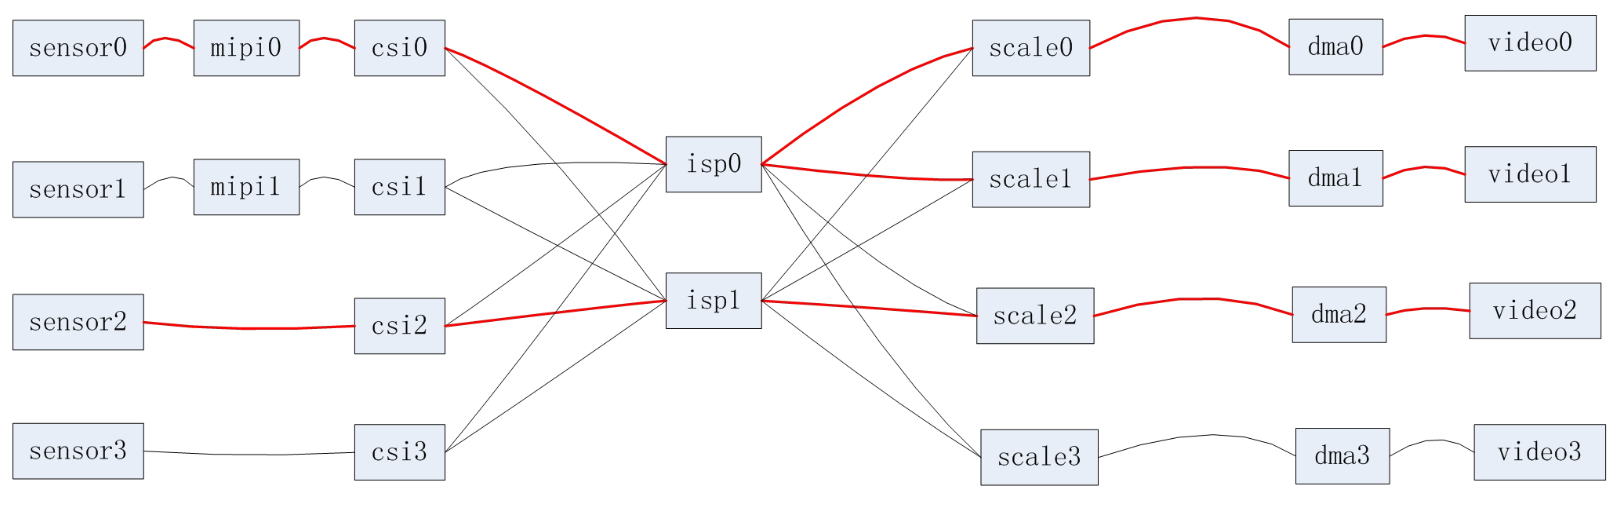 sensor0
mipi0
csi0
scale0
dma0
video0
isp0
sensor1
mipi1
csi1
scale1
dma1
video1
isp1
sensor2
csi2
scale2
dma2
video2
sensor3
csi3
scale3
dma3
video3